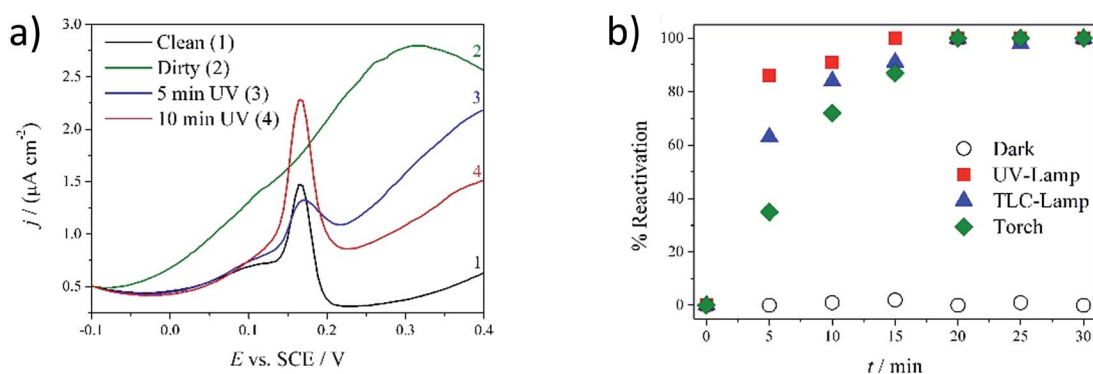 a)
j / (µA cm⁻²)
3.0
2.5
2.0
1.5
1.0
0.5
Clean (1)
Dirty (2)
5 min UV (3)
10 min UV (4)
2
3
4
1
-0.1
0.0
0.1
0.2
0.3
0.4
E vs. SCE / V
b)
% Reactivation
100
80
60
40
20
0
Dark
UV-Lamp
TLC-Lamp
Torch
0
5
10
15
20
25
30
t / min